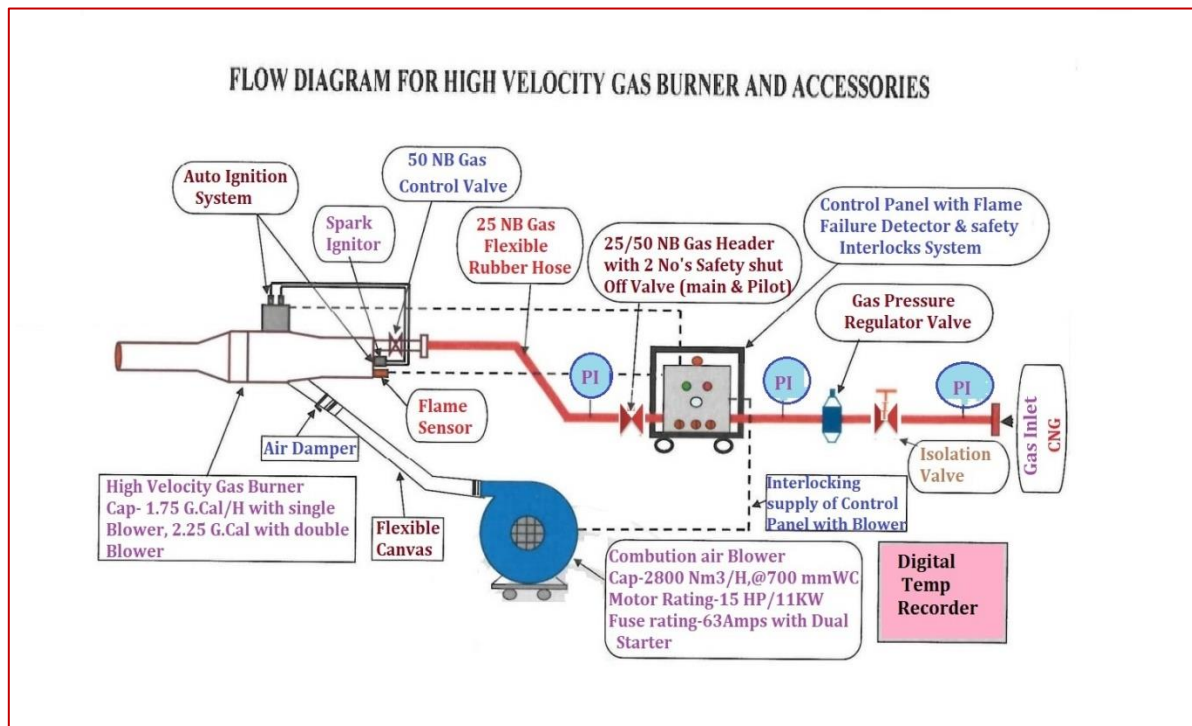 FLOW DIAGRAM FOR HIGH VELOCITY GAS BURNER AND ACCESSORIES
Auto Ignition
System
50 NB Gas
Control Valve
Spark
Ignitor
25 NB Gas
Flexible
Rubber Hose
25/50 NB Gas Header
with 2 No's Safety shut
Off Valve (main & Pilot)
Control Panel with Flame
Failure Detector & safety
Interlocks System
Gas Pressure
Regulator Valve
PI
PI
PI
Gas Inlet
CNG
Flame
Sensor
Air Damper
Isolation
Valve
High Velocity Gas Burner
Cap- 1.75 G.Cal/H with single
Blower, 2.25 G.Cal with double
Blower
Flexible
Canvas
Interlocking
supply of Control
Panel with Blower
Combution air Blower
Cap-2800 Nm3/H,@700 mmWC
Motor Rating-15 HP/11KW
Fuse rating-63Amps with Dual
Starter
Digital
Temp
Recorder